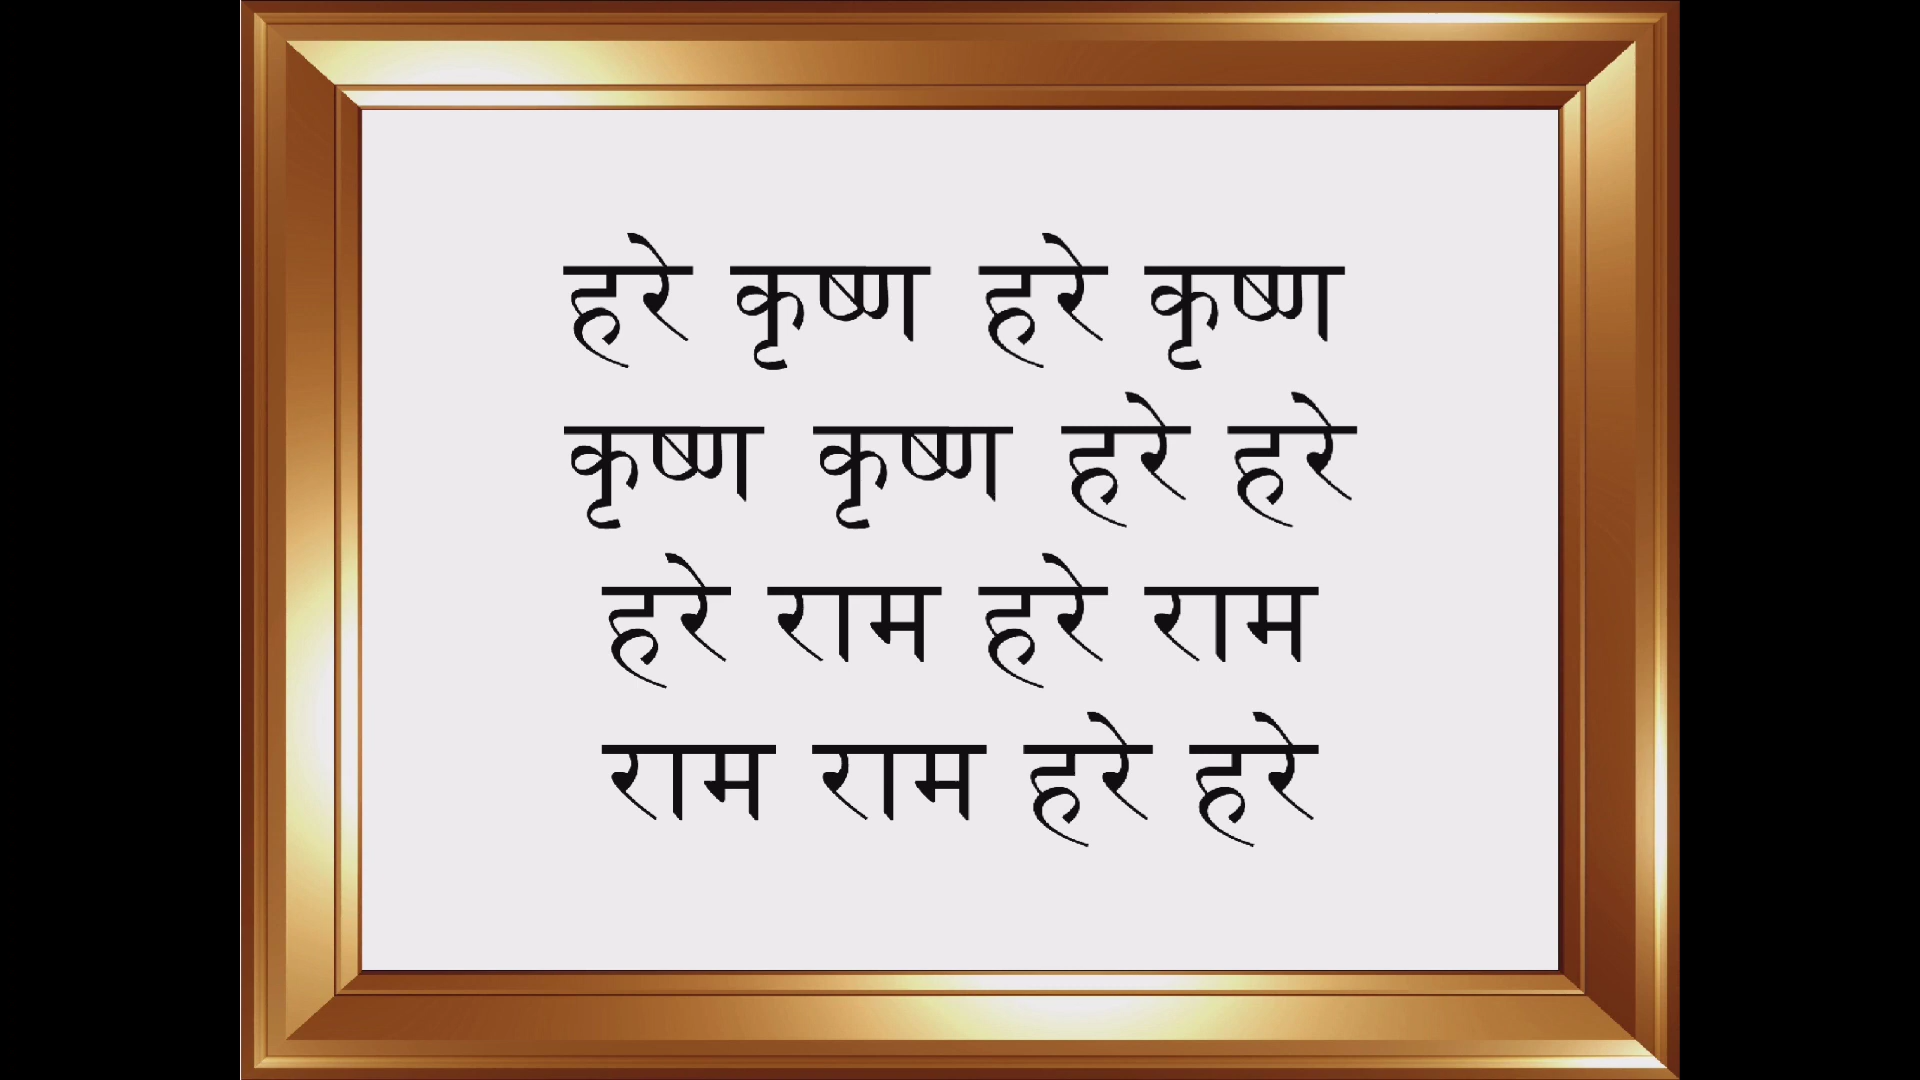 हरे कृष्ण हरे कृष्ण
कृष्ण कृष्ण हरे हरे
हरे राम हरे राम
राम राम हरे हरे